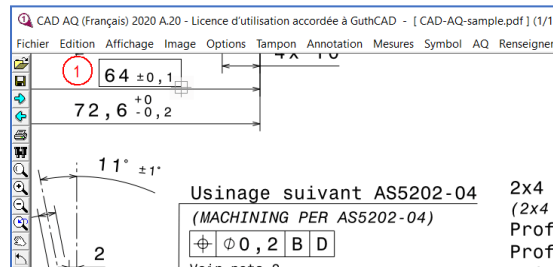 CAD AQ (Français) 2020 A.20 - Licence d'utilisation accordée à GuthCAD - [ CAD-AQ-sample.pdf ] (1/1
Fichier Edition Affichage Image Options Tampon Annotation Mesures Symbol AQ Renseigner
1 64 ±0,1
72,6 +0 -0,2
11° ±1°
2
Usinage suivant AS5202-04
(MACHINING PER AS5202-04)
⌖ ∅0,2 B D
2x4
(2x4
Prof
Prof